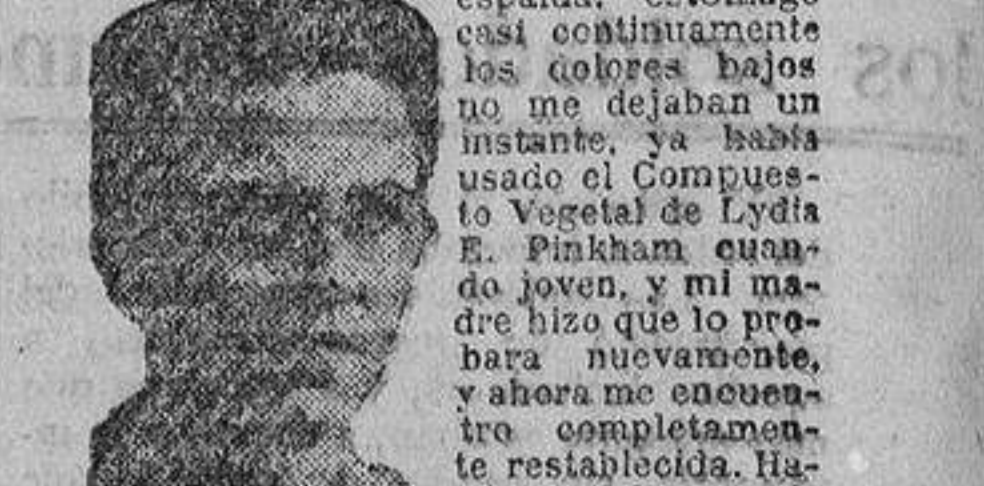 espalda, estómago
casi continuamente
los dolores bajos
no me dejaban un
instante, ya había
usado el Compues-
to Vegetal de Lydia
E. Pinkham cuan-
do joven, y mi ma-
dre hizo que lo pro-
bara nuevamente,
y ahora me encuen-
tro completamen-
te restablecida. Ha-